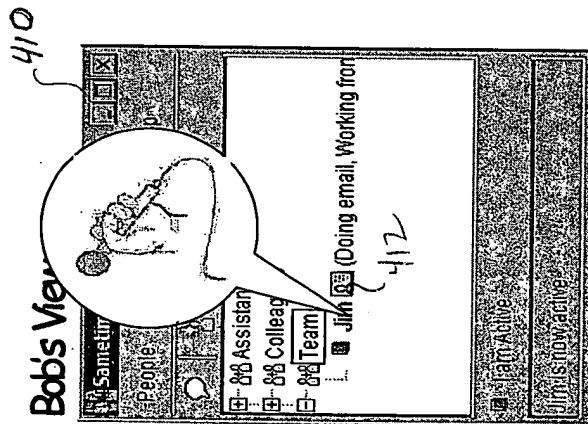 Bob's View
410
Sametim
People
Assistan
Colleag
Team
Jim (Doing email, Working from
412
I am Active
Jim is now active